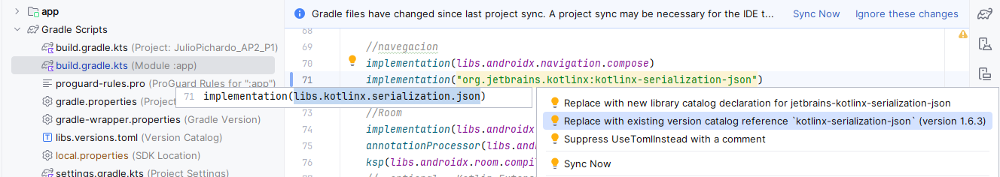 app
Gradle Scripts
build.gradle.kts (Project: JulioPichardo_AP2_P1)
build.gradle.kts (Module :app)
proguard-rules.pro (ProGuard Rules for ":app")
gradle.properties (Project
gradle-wrapper.properties (Gradle Version)
libs.versions.toml (Version Catalog)
local.properties (SDK Location)
settings.gradle.kts (Project Settings)
Gradle files have changed since last project sync. A project sync may be necessary for the IDE t... Sync Now Ignore these changes
68
69 //navegacion
70 implementation(libs.androidx.navigation.compose)
71 implementation("org.jetbrains.kotlinx:kotlinx-serialization-json")
71 implementation(libs.kotlinx.serialization.json)
73 //Room
74 implementation(libs.androidx.
75 annotationProcessor(libs.and
76 ksp(libs.androidx.room.compil
Replace with new library catalog declaration for jetbrains-kotlinx-serialization-json
Replace with existing version catalog reference `kotlinx-serialization-json` (version 1.6.3)
Suppress UseTomlInstead with a comment
Sync Now